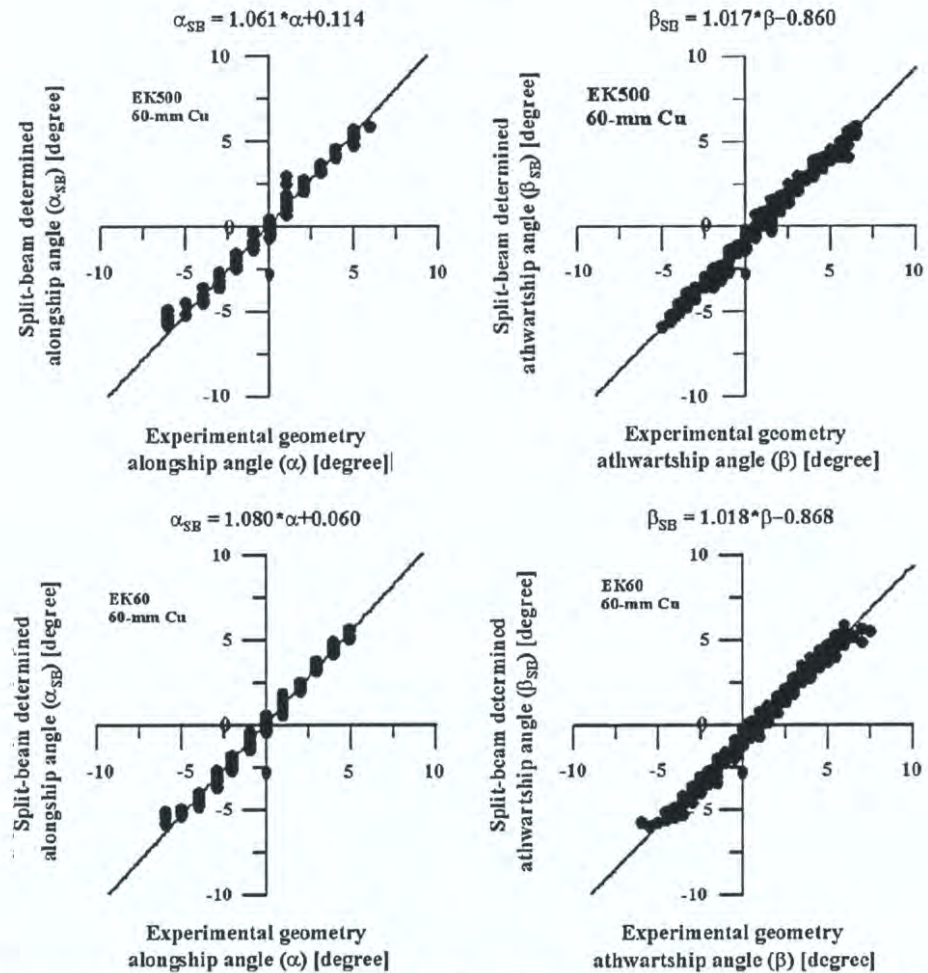 α_SB = 1.061*α+0.114
10
EK500
60-mm Cu
5
0
-10
-5
0
5
10
-5
-10
Split-beam determined
alongship angle (α_SB) [degree]
Experimental geometry
alongship angle (α) [degree]
β_SB = 1.017*β−0.860
10
EK500
60-mm Cu
5
0
-10
-5
0
5
10
-5
-10
Split-beam determined
athwartship angle (β_SB) [degree]
Experimental geometry
athwartship angle (β) [degree]
α_SB = 1.080*α+0.060
10
EK60
60-mm Cu
5
0
-10
-5
0
5
10
-5
-10
Split-beam determined
alongship angle (α_SB) [degree]
Experimental geometry
alongship angle (α) [degree]
β_SB = 1.018*β−0.868
10
EK60
60-mm Cu
5
0
-10
-5
0
5
10
-5
-10
Split-beam determined
athwartship angle (β_SB) [degree]
Experimental geometry
athwartship angle (β) [degree]